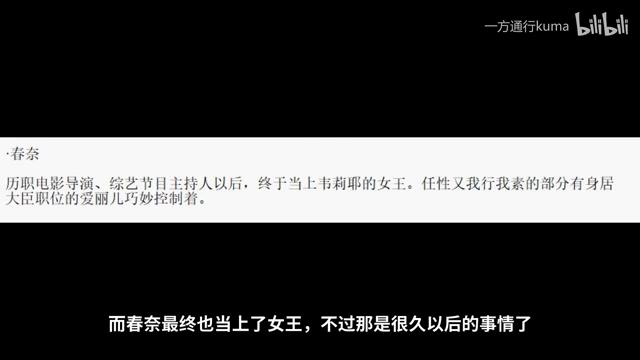 一方通行kuma bilibili
·春奈
历职电影导演、综艺节目主持人以后，终于当上韦莉耶的女王。任性又我行我素的部分有身居
大臣职位的爱丽儿巧妙控制着。
而春奈最终也当上了女王，不过那是很久以后的事情了